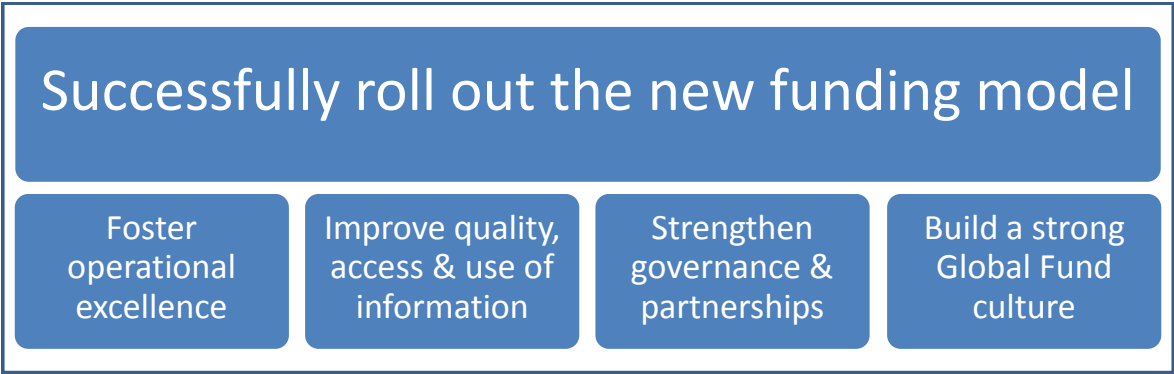 Successfully roll out the new funding model
Foster
operational
excellence
Improve quality,
access & use of
information
Strengthen
governance &
partnerships
Build a strong
Global Fund
culture